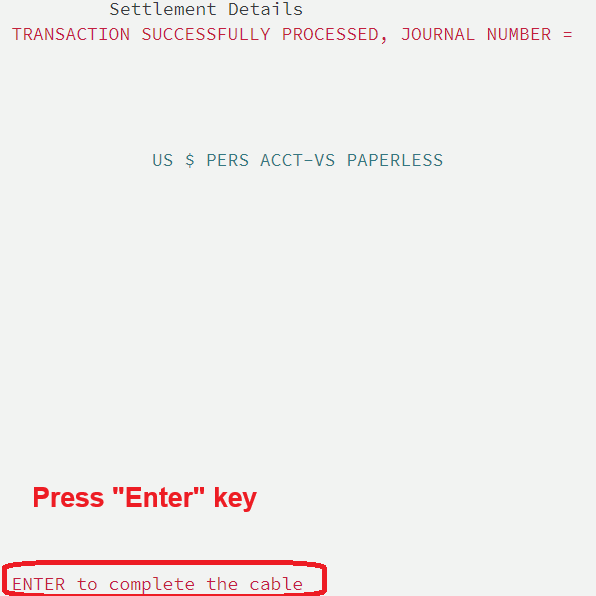 Settlement Details
TRANSACTION SUCCESSFULLY PROCESSED, JOURNAL NUMBER =
US $ PERS ACCT-VS PAPERLESS
Press "Enter" key
ENTER to complete the cable